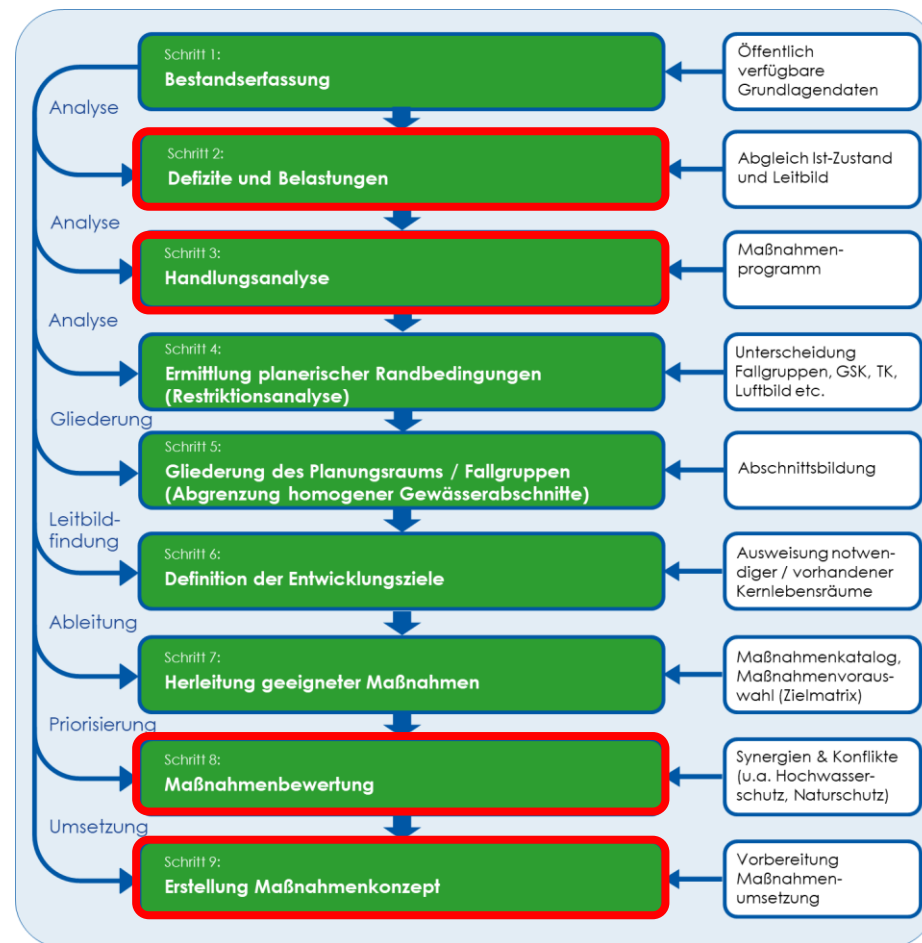 Schritt 1:
Bestandserfassung
Öffentlich
verfügbare
Grundlagendaten
Analyse
Schritt 2:
Defizite und Belastungen
Abgleich Ist-Zustand
und Leitbild
Analyse
Schritt 3:
Handlungsanalyse
Maßnahmen-
programm
Analyse
Schritt 4:
Ermittlung planerischer Randbedingungen
(Restriktionsanalyse)
Unterscheidung
Fallgruppen, GSK, TK,
Luftbild etc.
Gliederung
Schritt 5:
Gliederung des Planungsraums / Fallgruppen
(Abgrenzung homogener Gewässerabschnitte)
Abschnittsbildung
Leitbild-
findung
Schritt 6:
Definition der Entwicklungsziele
Ausweisung notwen-
diger / vorhandener
Kernlebensräume
Ableitung
Schritt 7:
Herleitung geeigneter Maßnahmen
Maßnahmenkatalog,
Maßnahmenvoraus-
wahl (Zielmatrix)
Priorisierung
Schritt 8:
Maßnahmenbewertung
Synergien & Konflikte
(u.a. Hochwasser-
schutz, Naturschutz)
Umsetzung
Schritt 9:
Erstellung Maßnahmenkonzept
Vorbereitung
Maßnahmen-
umsetzung